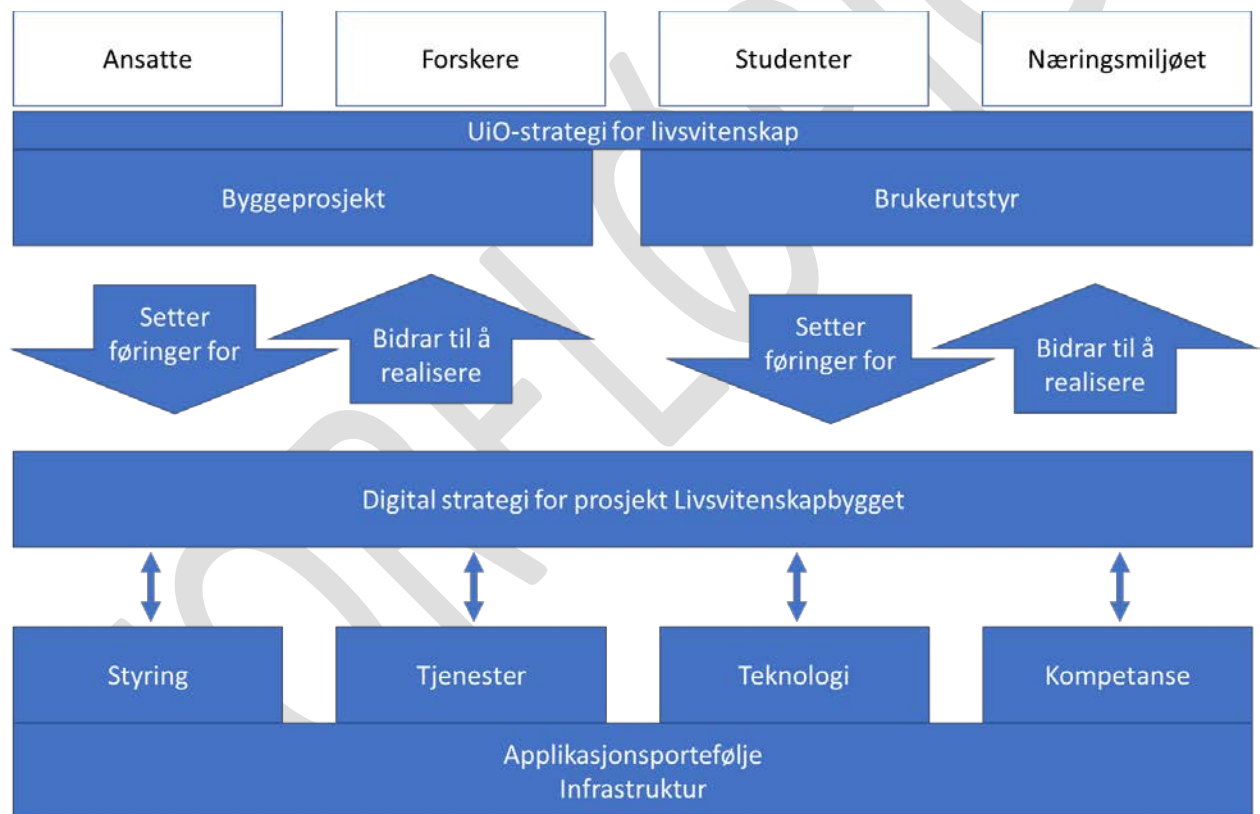 Ansatte
Forskere
Studenter
Næringsmiljøet
UiO-strategi for livsvitenskap
Byggeprosjekt
Brukerutstyr
Setter
føringer for
Bidrar til å
realisere
Setter
føringer for
Bidrar til å
realisere
Digital strategi for prosjekt Livsvitenskapbygget
Styring
Tjenester
Teknologi
Kompetanse
Applikasjonsportefølje
Infrastruktur